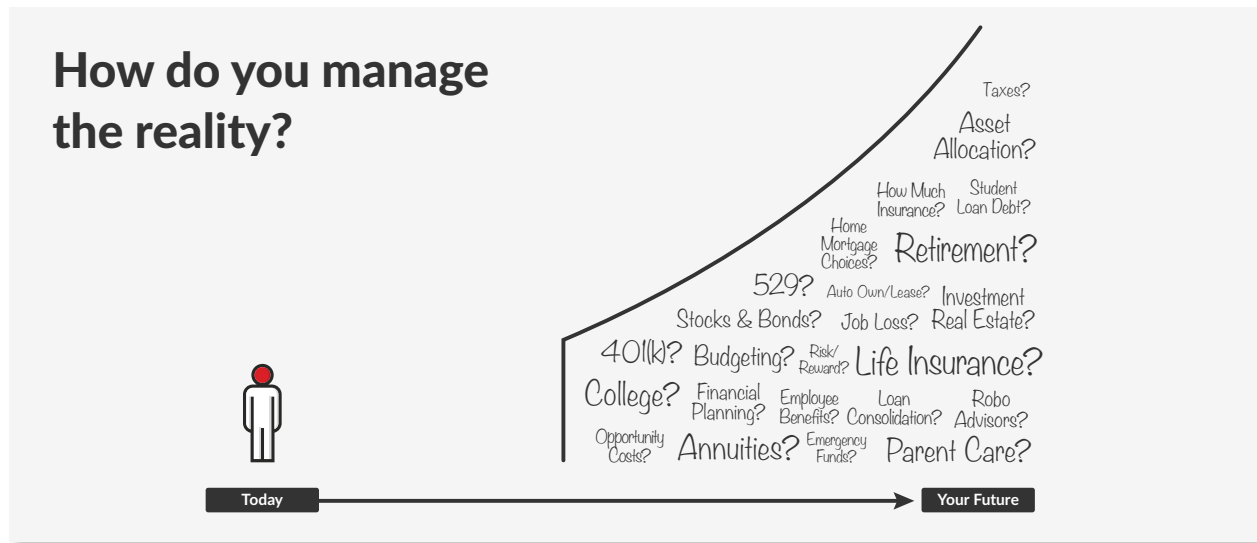 How do you manage
the reality?
Taxes?
Asset
Allocation?
How Much
Insurance?
Student
Loan Debt?
Home
Mortgage
Choices?
Retirement?
529?
Auto Own/Lease?
Investment
Real Estate?
Stocks & Bonds?
Job Loss?
401(k)?
Budgeting?
Risk/
Reward?
Life Insurance?
College?
Financial
Planning?
Employee
Benefits?
Loan
Consolidation?
Robo
Advisors?
Opportunity
Costs?
Annuities?
Emergency
Funds?
Parent Care?
Today
Your Future